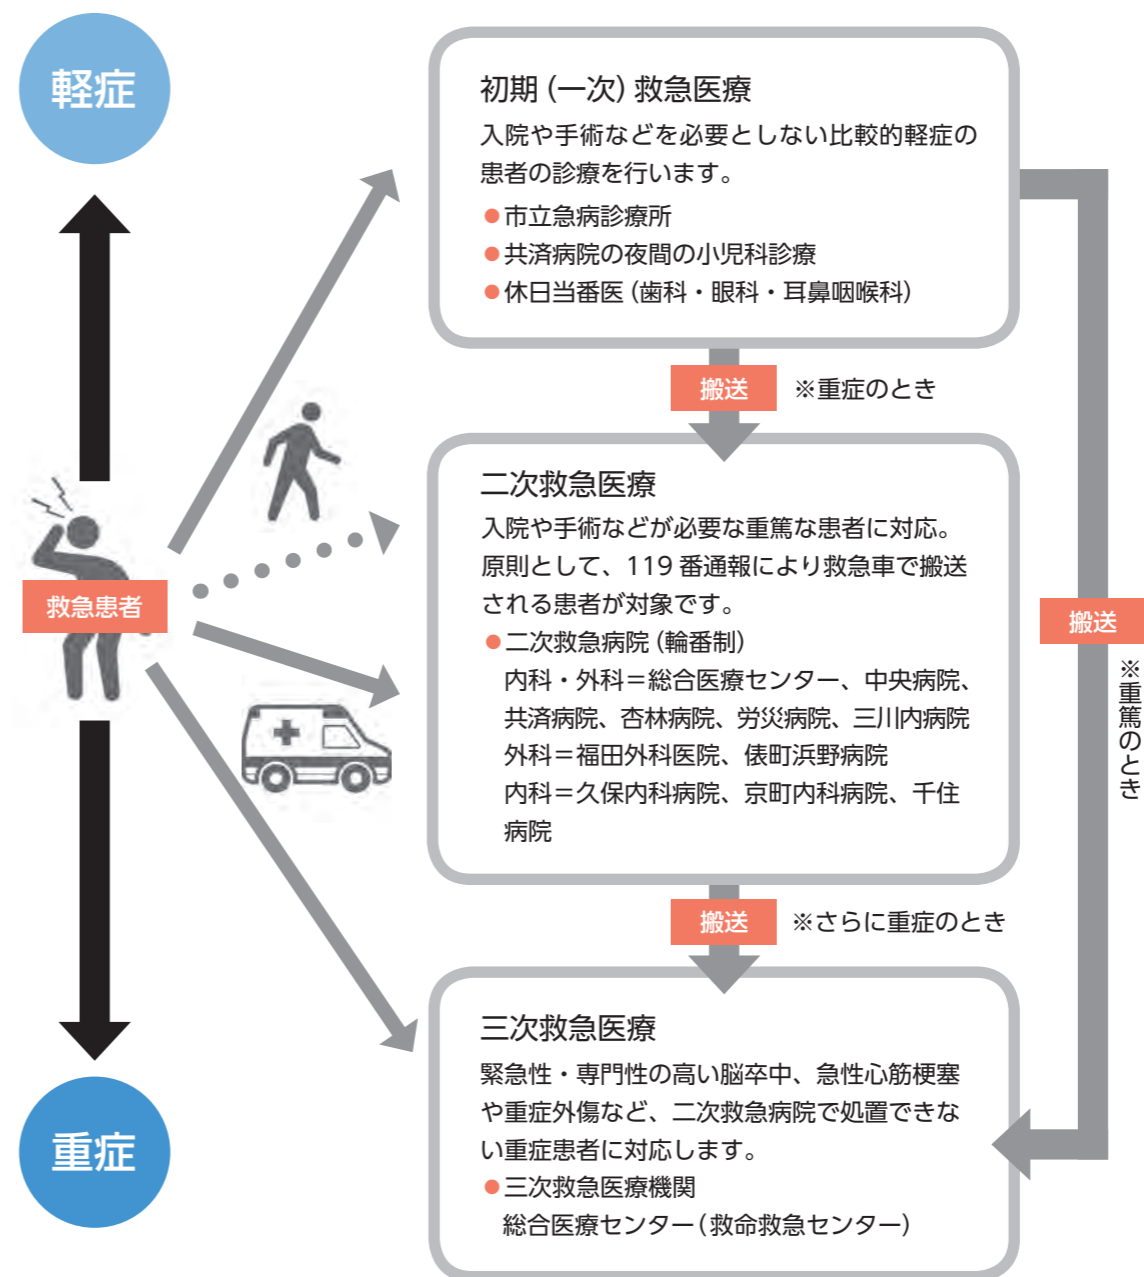 軽症
初期（一次）救急医療
入院や手術などを必要としない比較的軽症の
患者の診療を行います。
●市立急病診療所
●共済病院の夜間の小児科診療
●休日当番医（歯科・眼科・耳鼻咽喉科）
搬送 ※重症のとき
救急患者
二次救急医療
入院や手術などが必要な重篤な患者に対応。
原則として、119番通報により救急車で搬送
される患者が対象です。
●二次救急病院（輪番制）
内科・外科＝総合医療センター、中央病院、
共済病院、杏林病院、労災病院、三川内病院
外科＝福田外科医院、俵町浜野病院
内科＝久保内科病院、京町内科病院、千住
病院
搬送
※重篤のとき
搬送 ※さらに重症のとき
重症
三次救急医療
緊急性・専門性の高い脳卒中、急性心筋梗塞
や重症外傷など、二次救急病院で処置できな
い重症患者に対応します。
●三次救急医療機関
総合医療センター（救命救急センター）